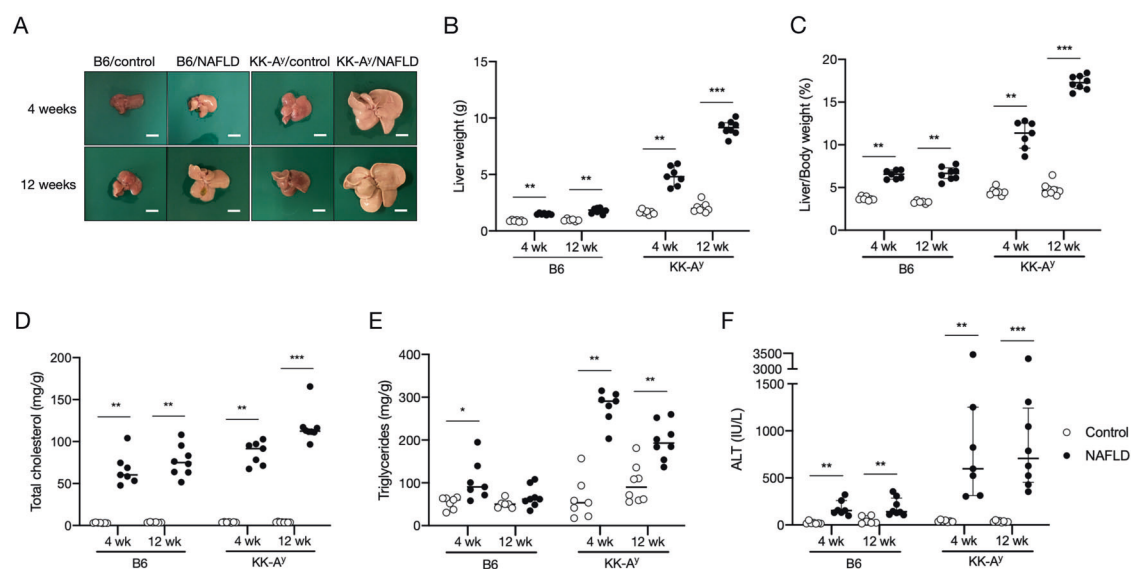 A
B6/control B6/NAFLD KK-Aʸ/control KK-Aʸ/NAFLD
4 weeks
12 weeks
B
Liver weight (g)
15
10
5
0
**
**
**
***
4 wk 12 wk 4 wk 12 wk
B6 KK-Aʸ
C
Liver/Body weight (%)
20
15
10
5
0
**
**
**
***
4 wk 12 wk 4 wk 12 wk
B6 KK-Aʸ
D
Total cholesterol (mg/g)
200
150
100
50
0
**
**
**
***
4 wk 12 wk 4 wk 12 wk
B6 KK-Aʸ
E
Triglycerides (mg/g)
400
300
200
100
0
*
**
**
4 wk 12 wk 4 wk 12 wk
B6 KK-Aʸ
F
ALT (IU/L)
3500
3000
1500
1000
500
0
**
**
**
***
4 wk 12 wk 4 wk 12 wk
B6 KK-Aʸ
Control
NAFLD